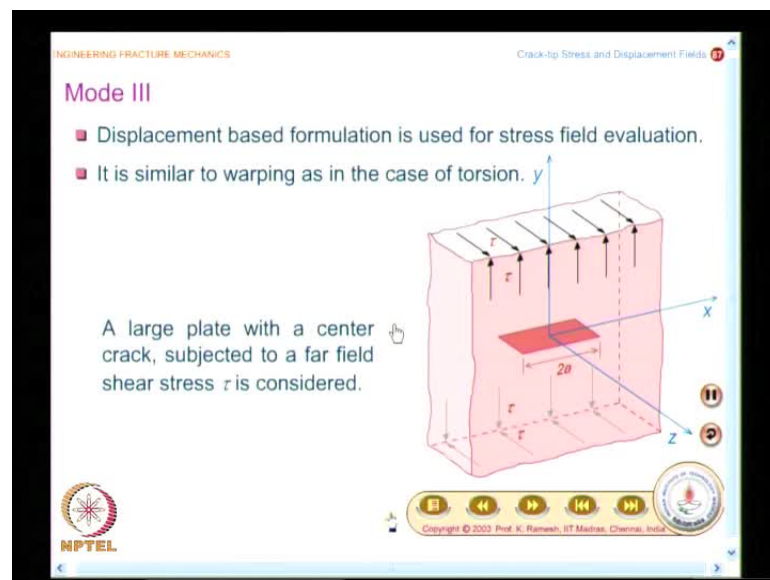 NGINEERING FRACTURE MECHANICS
Crack-tip Stress and Displacement Fields 67
Mode III
Displacement based formulation is used for stress field evaluation.
It is similar to warping as in the case of torsion.
y
τ
τ
x
A large plate with a center
crack, subjected to a far field
shear stress τ is considered.
2a
τ
τ
z
Copyright © 2003 Prof. K. Ramesh, IIT Madras, Chennai, India
NPTEL